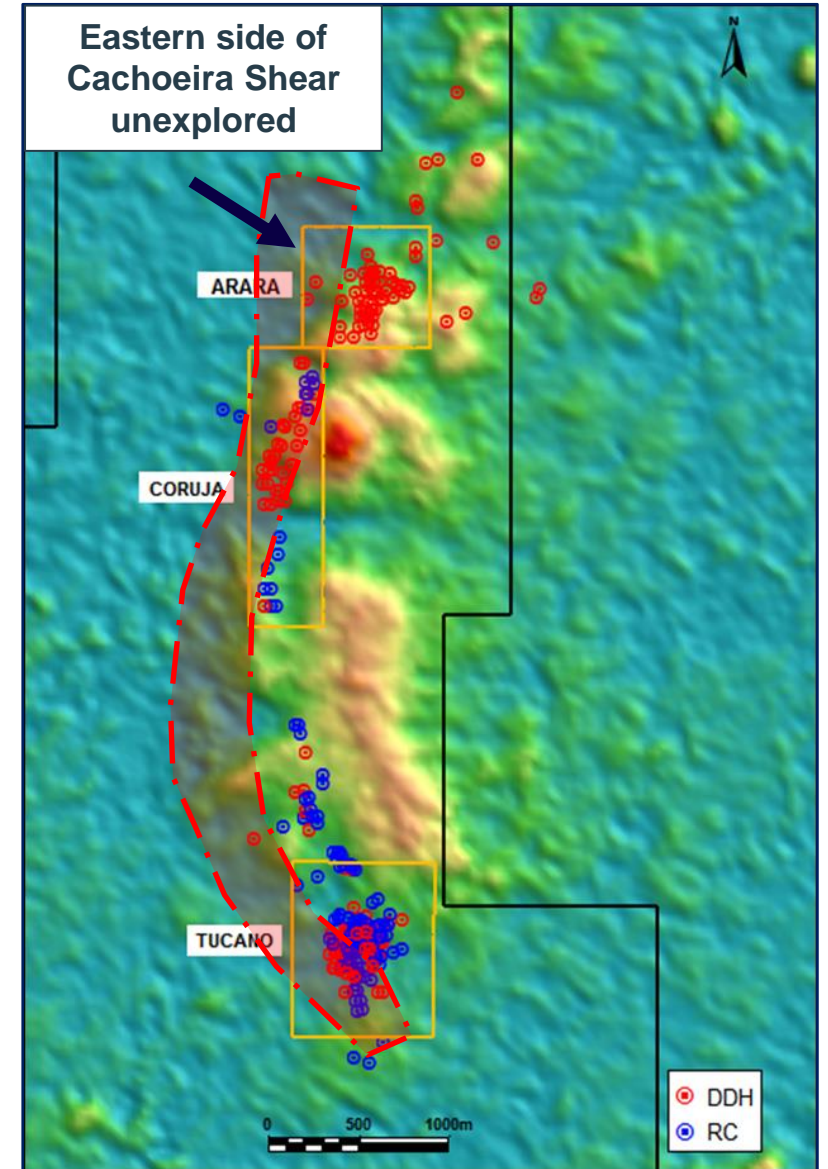 Eastern side of
Cachoeira Shear
unexplored
N
ARARA
CORUJA
TUCANO
0 500 1000m
DDH
RC